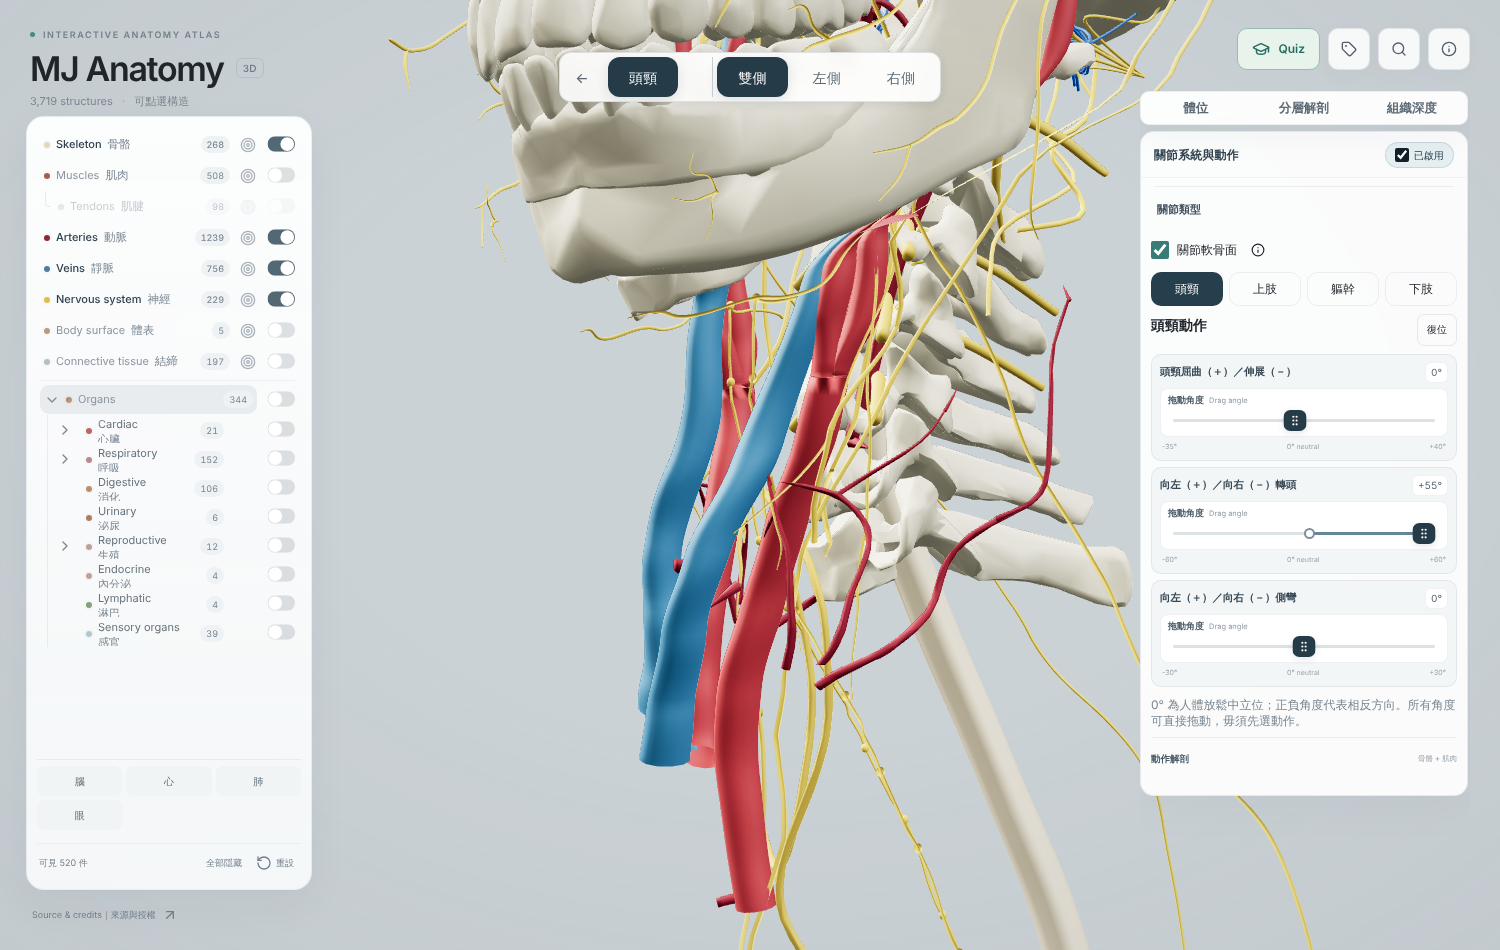 INTERACTIVE ANATOMY ATLAS
MJ Anatomy 3D
3,719 structures · 可點選構造
Skeleton 骨骼 268
Muscles 肌肉 508
Tendons 肌腱 98
Arteries 動脈 1239
Veins 靜脈 756
Nervous system 神經 229
Body surface 體表 5
Connective tissue 結締 197
Organs 344
Cardiac 21
心臟
Respiratory 152
呼吸
Digestive 106
消化
Urinary 6
泌尿
Reproductive 12
生殖
Endocrine 4
內分泌
Lymphatic 4
淋巴
Sensory organs 39
感官
腦 心 肺
眼
可見 520 件 全部隱藏 重設
Source & credits | 來源與授權
頭頸 雙側 左側 右側
Quiz
體位 分層解剖 組織深度
關節系統與動作 已啟用
關節類型
關節軟骨面
頭頸 上肢 軀幹 下肢
頭頸動作 復位
頭頸屈曲（＋）／伸展（－） 0°
拖動角度 Drag angle
-35° 0° neutral +40°
向左（＋）／向右（－）轉頭 +55°
拖動角度 Drag angle
-60° 0° neutral +60°
向左（＋）／向右（－）側彎 0°
拖動角度 Drag angle
-30° 0° neutral +30°
0° 為人體放鬆中立位；正負角度代表相反方向。所有角度
可直接拖動，毋須先選動作。
動作解剖 骨骼 + 肌肉